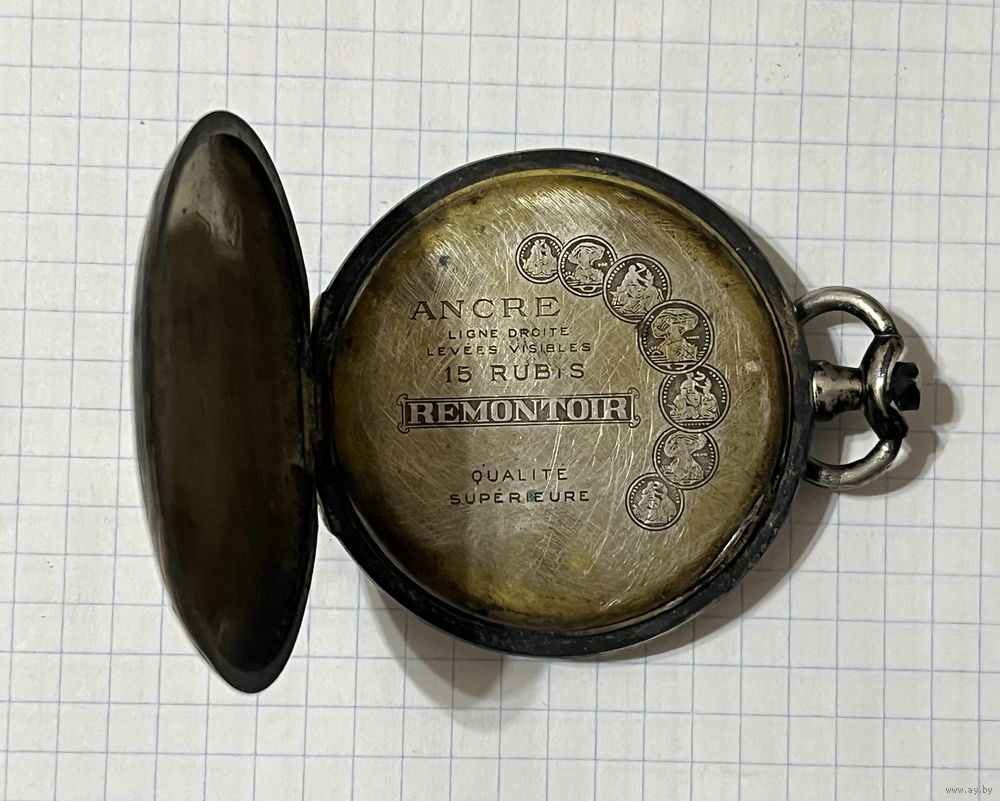 ANCRE
LIGNE DROITE
LEVÉES VISIBLES
15 RUBIS
REMONTOIR
QUALITÉ
SUPÉRIEURE
www.ay.by